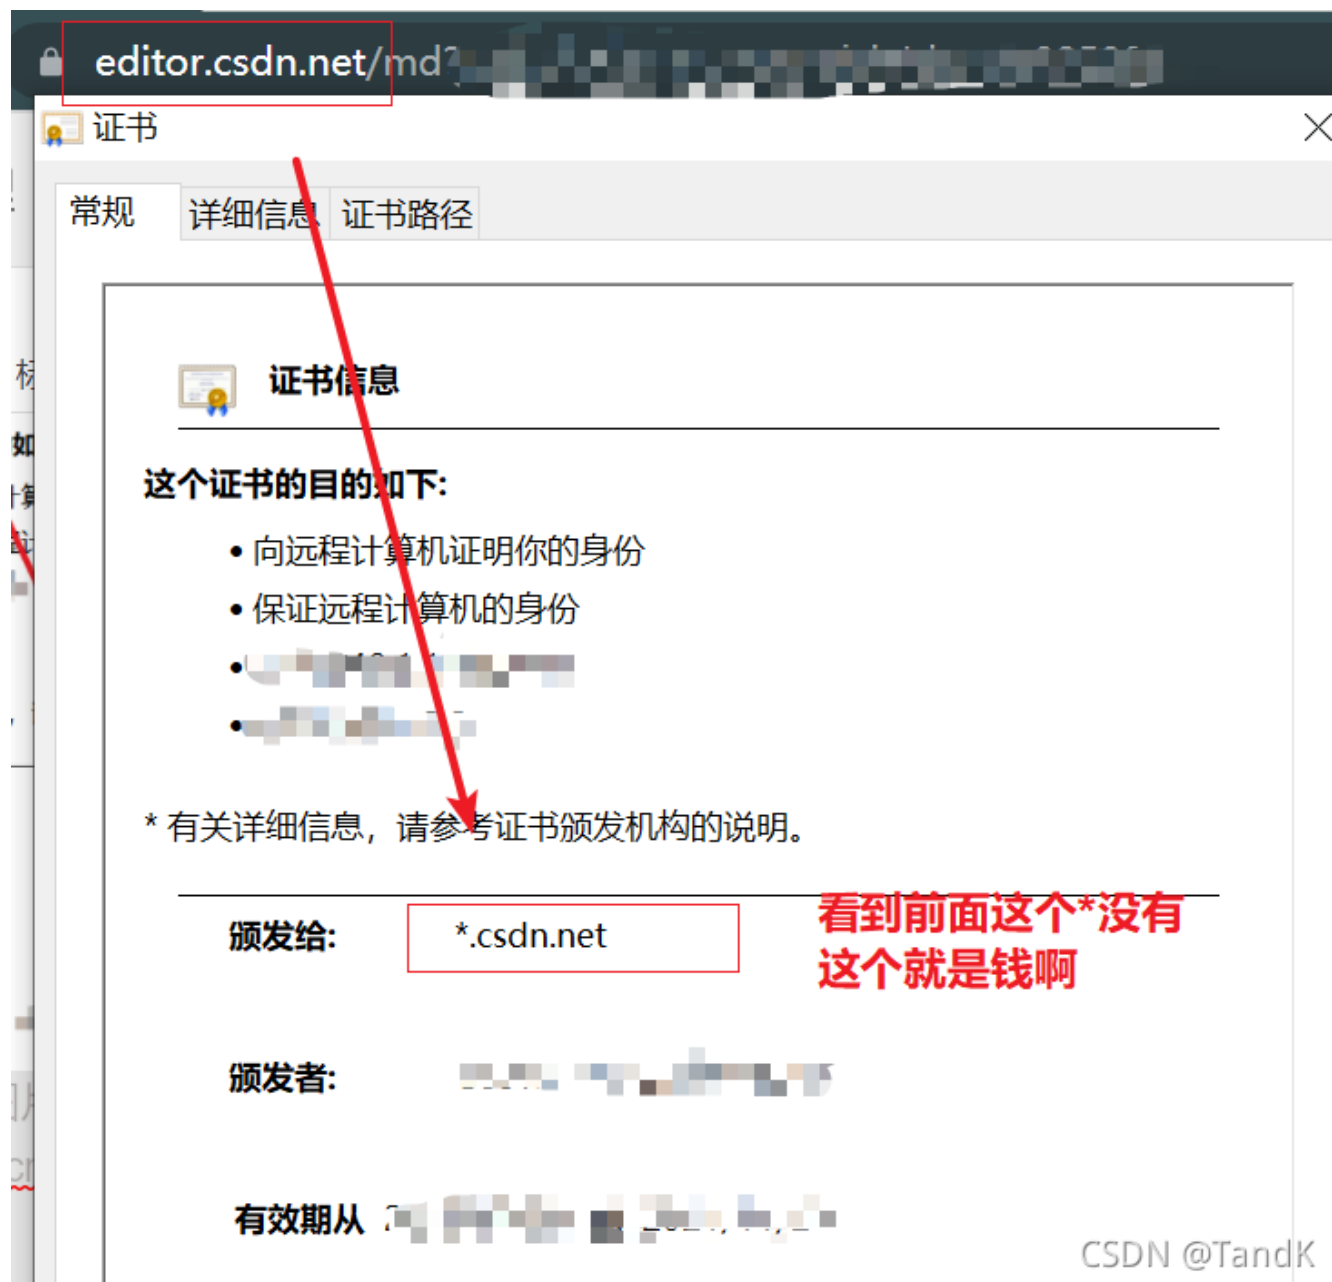 editor.csdn.net/md?
证书
常规 详细信息 证书路径
证书信息
这个证书的目的如下:
• 向远程计算机证明你的身份
• 保证远程计算机的身份
* 有关详细信息，请参考证书颁发机构的说明。
颁发给: *.csdn.net
看到前面这个*没有
这个就是钱啊
颁发者:
有效期从
CSDN @TandK